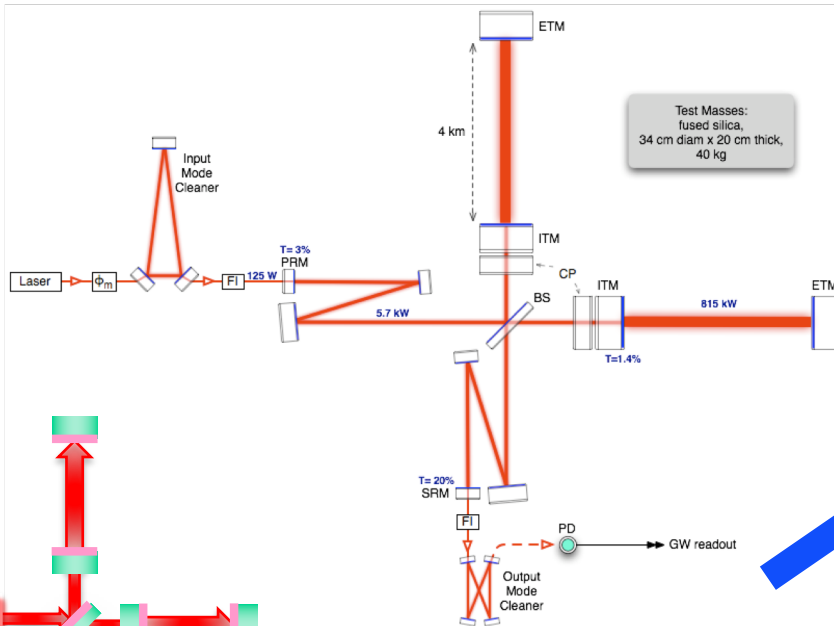 ETM
4 km
Test Masses:
fused silica,
34 cm diam x 20 cm thick,
40 kg
Input
Mode
Cleaner
ITM
T= 3%
PRM
Laser
ϕm
FI
125 W
CP
ITM
ETM
BS
5.7 kW
815 kW
T=1.4%
T= 20%
SRM
FI
PD
GW readout
Output
Mode
Cleaner